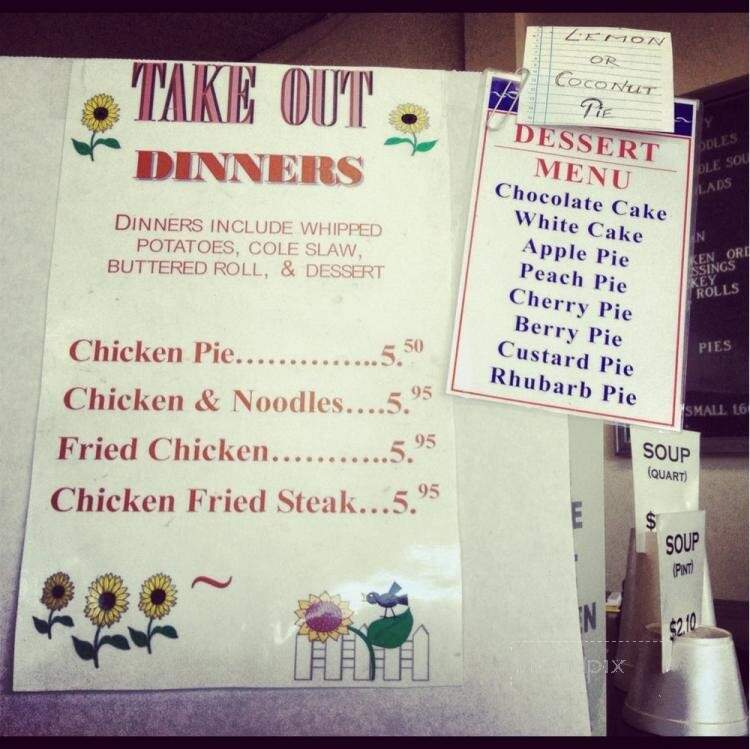 TAKE OUT
DINNERS
DINNERS INCLUDE WHIPPED
POTATOES, COLE SLAW,
BUTTERED ROLL, & DESSERT
Chicken Pie...............5.50
Chicken & Noodles....5.95
Fried Chicken...........5.95
Chicken Fried Steak...5.95
LEMON
OR
COCONUT
PIE
DESSERT
MENU
Chocolate Cake
White Cake
Apple Pie
Peach Pie
Cherry Pie
Berry Pie
Custard Pie
Rhubarb Pie
ROLLS
PIES
SMALL
SOUP
(QUART)
$
SOUP
(PINT)
$2.10